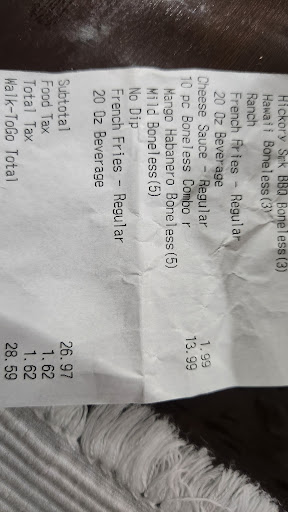 Hickory Smk BBQ Boneless(3)
Hawaii Boneless(3)
Ranch
French Fries - Regular
20 Oz Beverage
Cheese Sauce - Regular 1.99
10 pc Boneless Combo r 13.99
Mango Habanero Boneless(5)
Mild Boneless(5)
No Dip
French Fries - Regular
20 Oz Beverage
Subtotal 26.97
Food Tax 1.62
Total Tax 1.62
Walk-ToGo Total 28.59